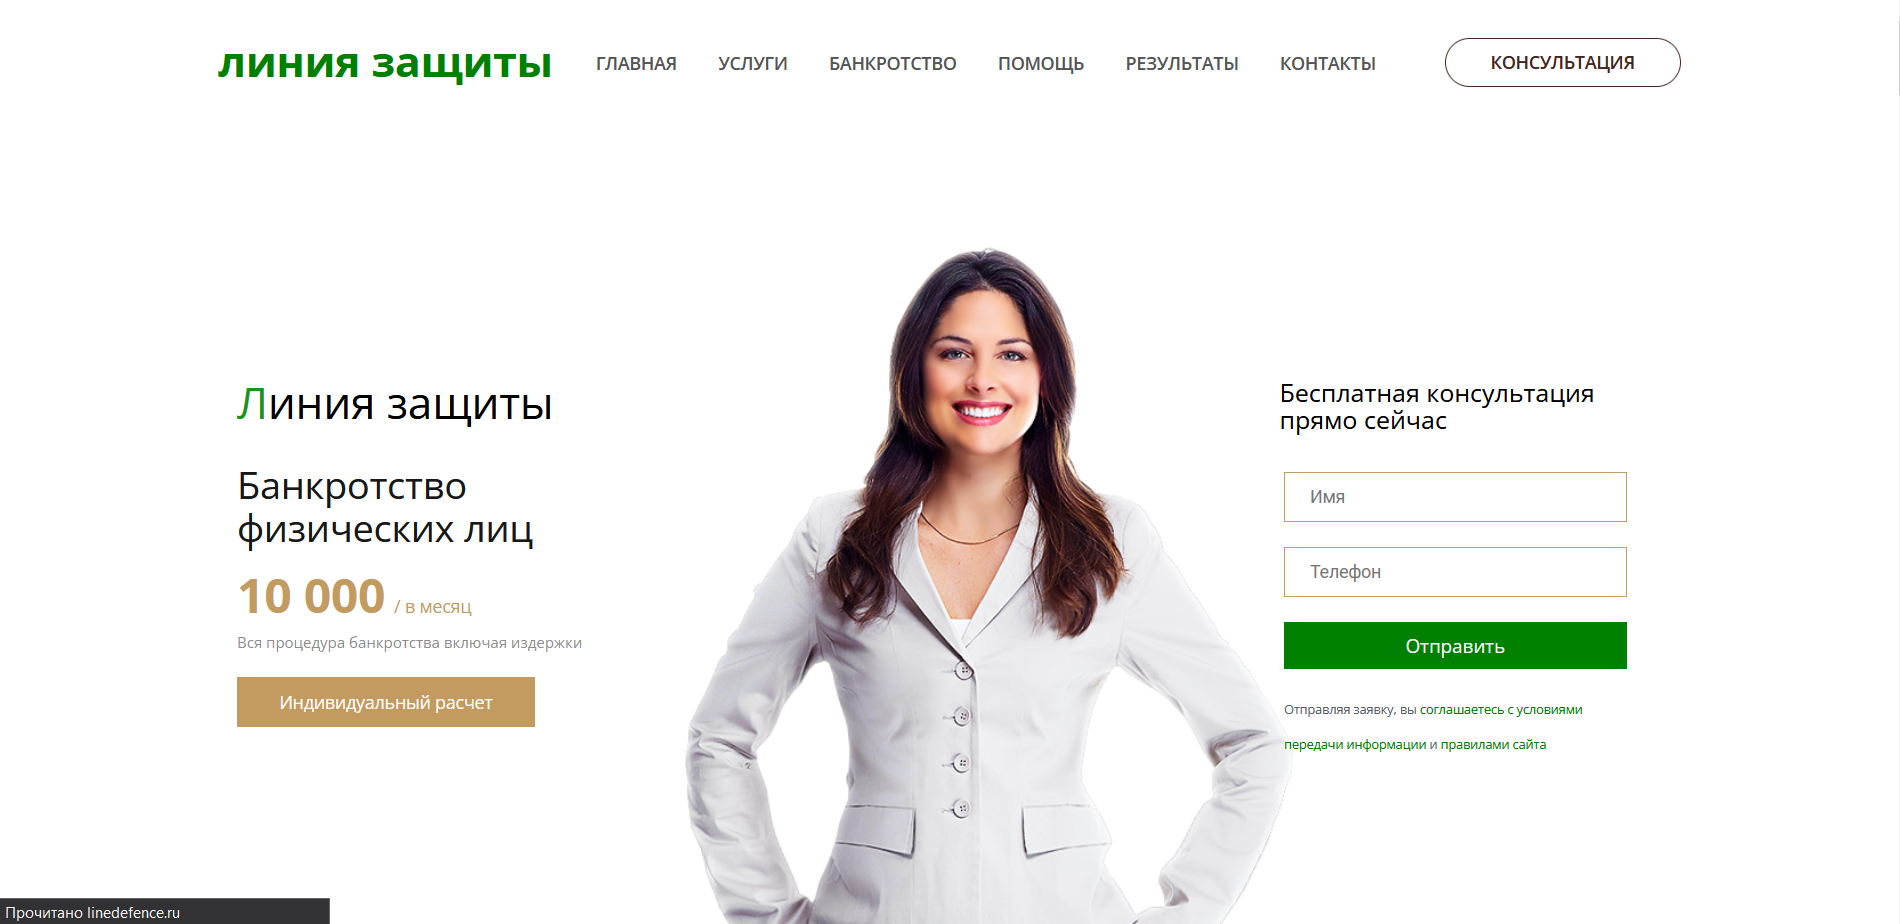 линия защиты
ГЛАВНАЯ
УСЛУГИ
БАНКРОТСТВО
ПОМОЩЬ
РЕЗУЛЬТАТЫ
КОНТАКТЫ
КОНСУЛЬТАЦИЯ
Линия защиты
Банкротство
физических лиц
10 000 / в месяц
Вся процедура банкротства включая издержки
Индивидуальный расчет
Бесплатная консультация
прямо сейчас
Имя
Телефон
Отправить
Отправляя заявку, вы соглашаетесь с условиями
передачи информации и правилами сайта
Прочитано linedefence.ru